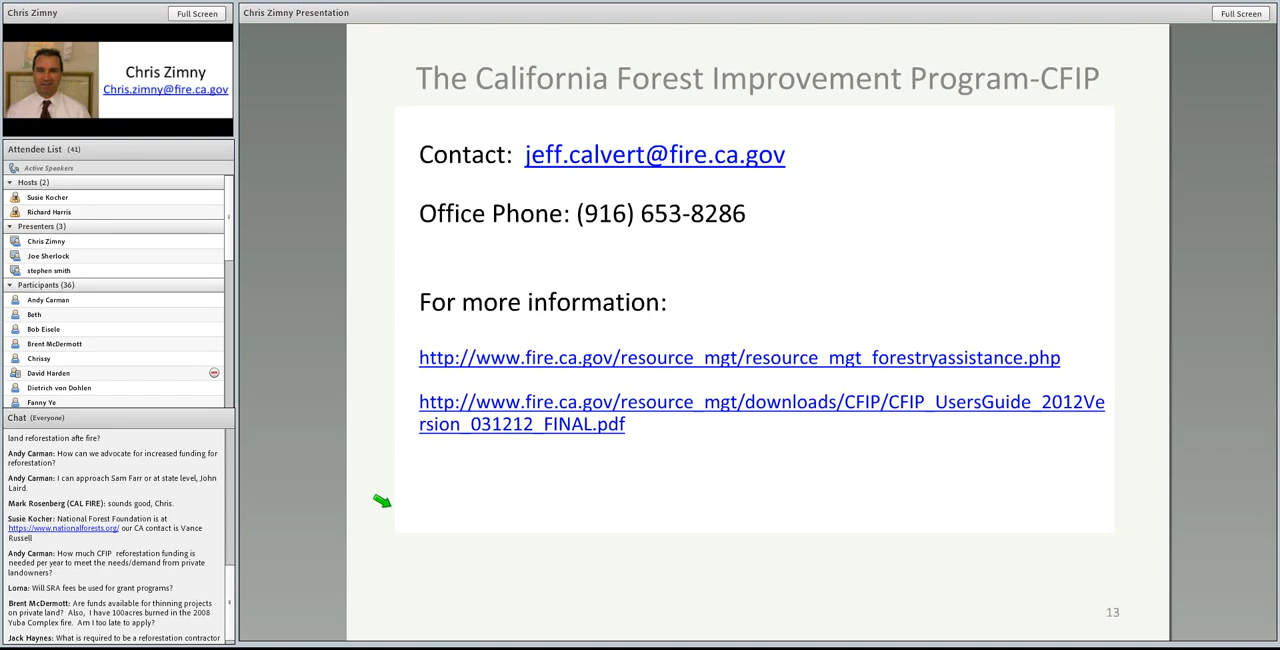 Chris Zimny
Full Screen
Chris Zimny
Chris.zimny@fire.ca.gov
Attendee List (41)
Active Speakers
Hosts (2)
Susie Kocher
Richard Harris
Presenters (3)
Chris Zimny
Joe Sherlock
stephen smith
Participants (36)
Andy Carman
Beth
Bob Eisele
Brent McDermott
Chrissy
David Harden
Dietrich von Dohlen
Fanny Ye
Chat (Everyone)
land reforestation afte fire?
Andy Carman: How can we advocate for increased funding for
reforestation?
Andy Carman: I can approach Sam Farr or at state level, John
Laird.
Mark Rosenberg (CAL FIRE): sounds good, Chris.
Susie Kocher: National Forest Foundation is at
https://www.nationalforests.org/ our CA contact is Vance
Russell
Andy Carman: How much CFIP reforestation funding is
needed per year to meet the needs/demand from private
landowners?
Lorna: Will SRA fees be used for grant programs?
Brent McDermott: Are funds available for thinning projects
on private land? Also, I have 100acres burned in the 2008
Yuba Complex fire. Am I too late to apply?
Jack Haynes: What is required to be a reforestation contractor
Chris Zimny Presentation
Full Screen
The California Forest Improvement Program-CFIP
Contact: jeff.calvert@fire.ca.gov
Office Phone: (916) 653-8286
For more information:
http://www.fire.ca.gov/resource_mgt/resource_mgt_forestryassistance.php
http://www.fire.ca.gov/resource_mgt/downloads/CFIP/CFIP_UsersGuide_2012Ve
rsion_031212_FINAL.pdf
13